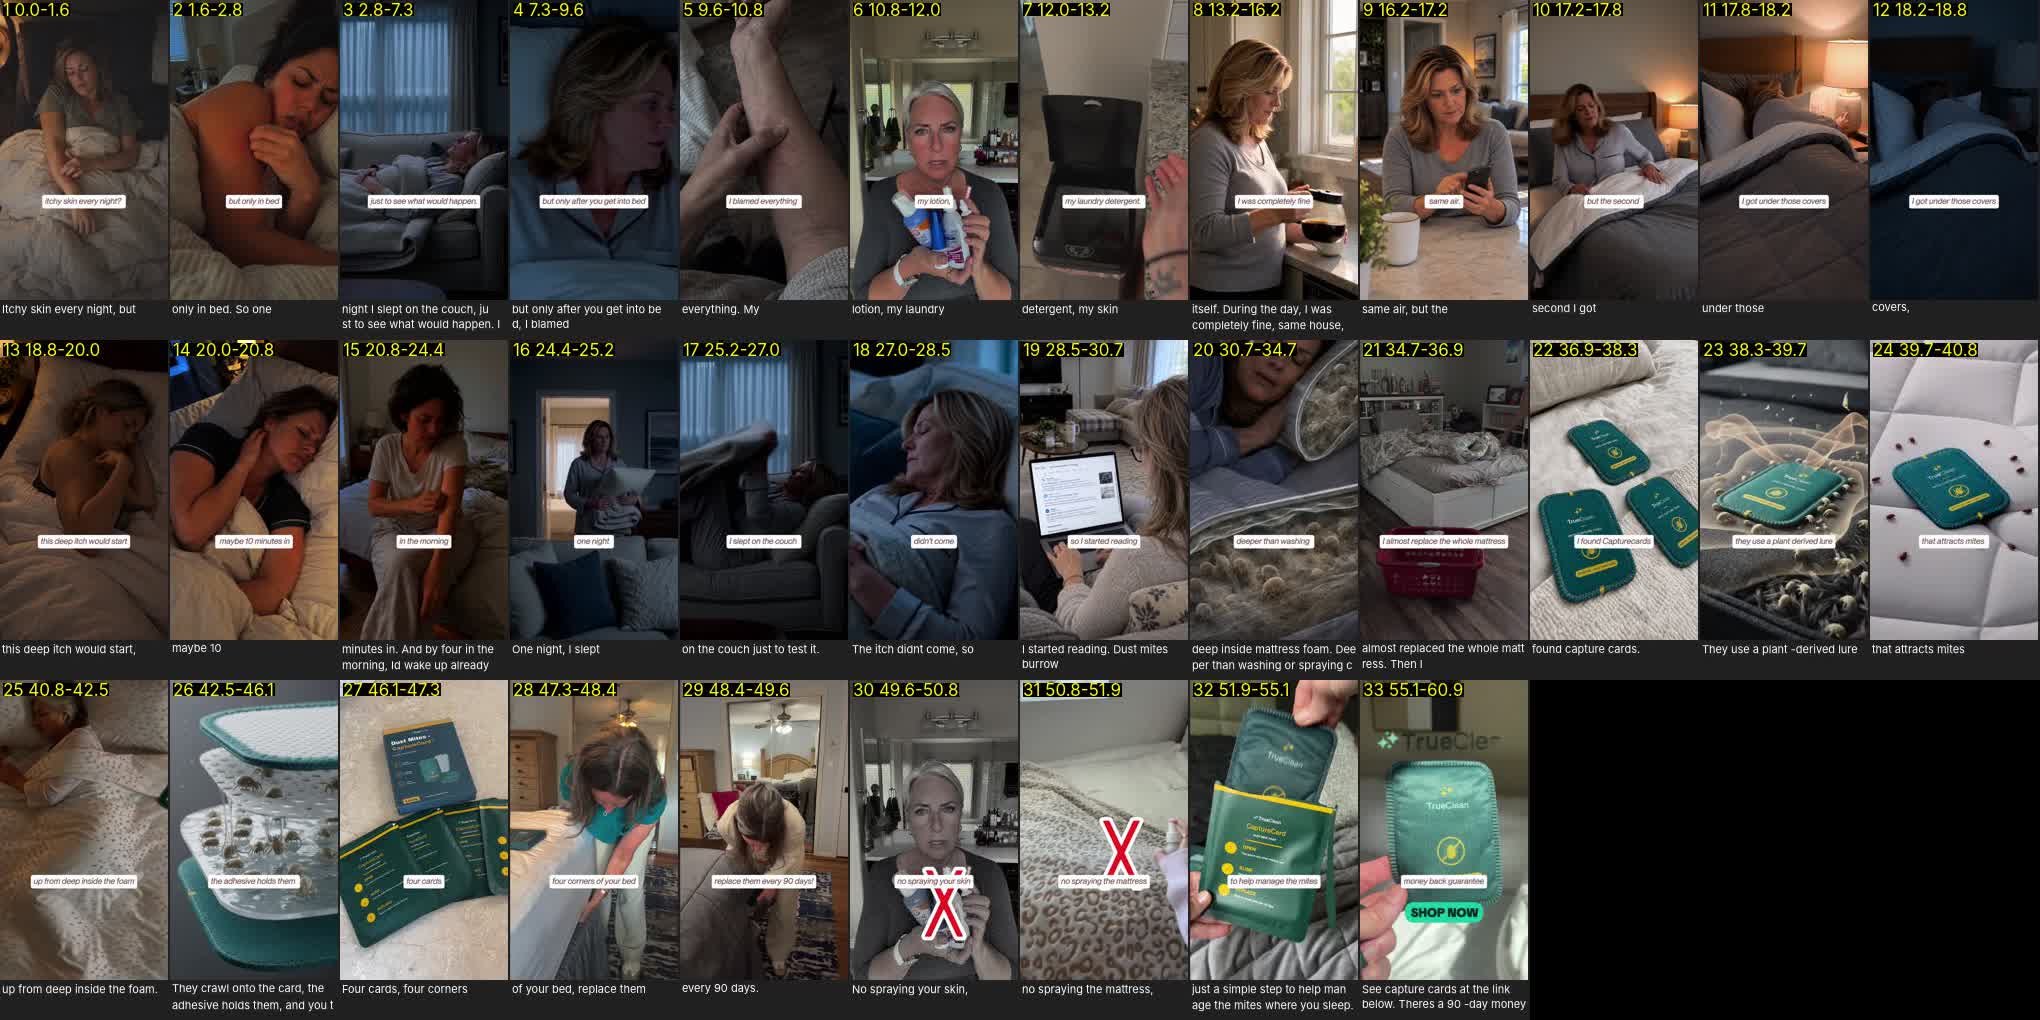 1 0.0-1.6
itchy skin every night?
Itchy skin every night, but
2 1.6-2.8
but only in bed
only in bed. So one
3 2.8-7.3
just to see what would happen.
night I slept on the couch, ju
st to see what would happen. I
4 7.3-9.6
but only after you get into bed
but only after you get into be
d, I blamed
5 9.6-10.8
I blamed everything
everything. My
6 10.8-12.0
my lotion,
lotion, my laundry
7 12.0-13.2
my laundry detergent.
detergent, my skin
8 13.2-16.2
I was completely fine
itself. During the day, I was
completely fine, same house,
9 16.2-17.2
same air.
same air, but the
10 17.2-17.8
but the second
second I got
11 17.8-18.2
I got under those covers
under those
12 18.2-18.8
I got under those covers
covers,
13 18.8-20.0
this deep itch would start
this deep itch would start,
14 20.0-20.8
maybe 10 minutes in
maybe 10
15 20.8-24.4
in the morning
minutes in. And by four in the
morning, Id wake up already
16 24.4-25.2
one night
One night, I slept
17 25.2-27.0
I slept on the couch
on the couch just to test it.
18 27.0-28.5
didn't come
The itch didnt come, so
19 28.5-30.7
so I started reading
I started reading. Dust mites
burrow
20 30.7-34.7
deeper than washing
deep inside mattress foam. Dee
per than washing or spraying c
21 34.7-36.9
I almost replace the whole mattress
almost replaced the whole matt
ress. Then I
22 36.9-38.3
TrueClean
I found Capturecards
found capture cards.
23 38.3-39.7
TrueClean
they use a plant derived lure
They use a plant -derived lure
24 39.7-40.8
TrueClean
that attracts mites
that attracts mites
25 40.8-42.5
up from deep inside the foam
up from deep inside the foam.
26 42.5-46.1
the adhesive holds them
They crawl onto the card, the
adhesive holds them, and you t
27 46.1-47.3
Dust Mites -
CaptureCard
four cards
Four cards, four corners
28 47.3-48.4
four corners of your bed
of your bed, replace them
29 48.4-49.6
replace them every 90 days!
every 90 days.
30 49.6-50.8
no spraying your skin
No spraying your skin,
31 50.8-51.9
no spraying the mattress
no spraying the mattress,
32 51.9-55.1
TrueClean
TrueClean
CaptureCard
OPEN
to help manage the mites
just a simple step to help man
age the mites where you sleep.
33 55.1-60.9
TrueClean
TrueClean
money back guarantee
SHOP NOW
See capture cards at the link
below. Theres a 90 -day money